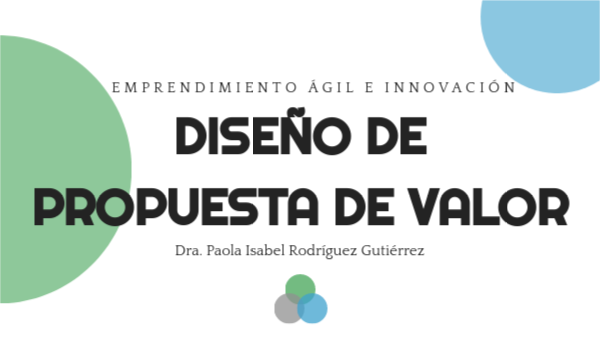 EMPRENDIMIENTO ÁGIL E INNOVACIÓN
DISEÑO DE
PROPUESTA DE VALOR
Dra. Paola Isabel Rodríguez Gutiérrez